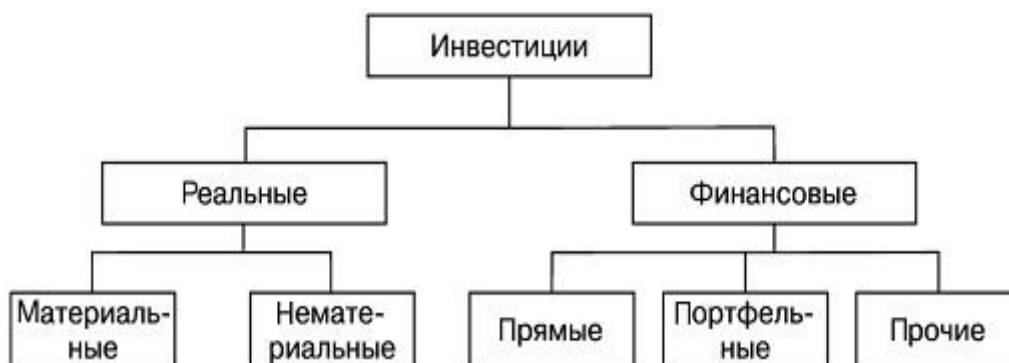 Инвестиции
Реальные
Финансовые
Материаль-
ные
Немате-
риальные
Прямые
Портфель-
ные
Прочие